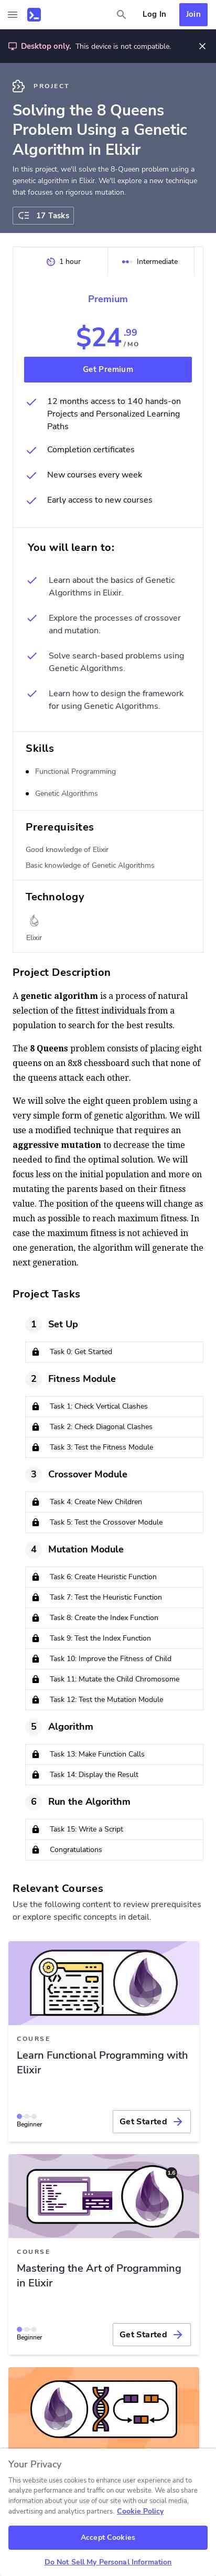 Log In
Join
Desktop only. This device is not compatible.
PROJECT
Solving the 8 Queens
Problem Using a Genetic
Algorithm in Elixir
In this project, we'll solve the 8-Queen problem using a
genetic algorithm in Elixir. We'll explore a new technique
that focuses on rigorous mutation.
17 Tasks
1 hour
Intermediate
Premium
$24.99
/ MO
Get Premium
12 months access to 140 hands-on
Projects and Personalized Learning
Paths
Completion certificates
New courses every week
Early access to new courses
You will learn to:
Learn about the basics of Genetic
Algorithms in Elixir.
Explore the processes of crossover
and mutation.
Solve search-based problems using
Genetic Algorithms.
Learn how to design the framework
for using Genetic Algorithms.
Skills
Functional Programming
Genetic Algorithms
Prerequisites
Good knowledge of Elixir
Basic knowledge of Genetic Algorithms
Technology
Elixir
Project Description
A genetic algorithm is a process of natural
selection of the fittest individuals from a
population to search for the best results.
The 8 Queens problem consists of placing eight
queens on an 8x8 chessboard such that none of
the queens attack each other.
We will solve the eight queen problem using a
very simple form of genetic algorithm. We will
use a modified technique that requires an
aggressive mutation to decrease the time
needed to find the optimal solution. We will
focus less on the initial population and more on
mutating the parents based on their fitness
value. The position of the queens will change as
much as possible to reach maximum fitness. In
case the maximum fitness was not achieved in
one generation, the algorithm will generate the
next generation.
Project Tasks
1 Set Up
Task 0: Get Started
2 Fitness Module
Task 1: Check Vertical Clashes
Task 2: Check Diagonal Clashes
Task 3: Test the Fitness Module
3 Crossover Module
Task 4: Create New Children
Task 5: Test the Crossover Module
4 Mutation Module
Task 6: Create Heuristic Function
Task 7: Test the Heuristic Function
Task 8: Create the Index Function
Task 9: Test the Index Function
Task 10: Improve the Fitness of Child
Task 11: Mutate the Child Chromosome
Task 12: Test the Mutation Module
5 Algorithm
Task 13: Make Function Calls
Task 14: Display the Result
6 Run the Algorithm
Task 15: Write a Script
Congratulations
Relevant Courses
Use the following content to review prerequisites
or explore specific concepts in detail.
COURSE
Learn Functional Programming with
Elixir
Beginner
Get Started
COURSE
Mastering the Art of Programming
in Elixir
Beginner
Get Started
Your Privacy
This website uses cookies to enhance user experience and to
analyze performance and traffic on our website. We also share
information about your use of our site with our social media,
advertising and analytics partners. Cookie Policy
Accept Cookies
Do Not Sell My Personal Information